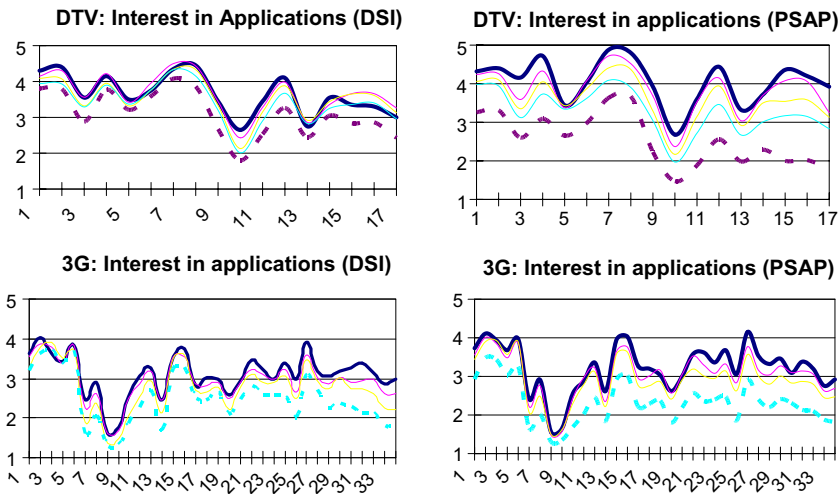 DTV: Interest in Applications (DSI)
5
4
3
2
1
1 3 5 7 9 11 13 15 17
DTV: Interest in applications (PSAP)
5
4
3
2
1
1 3 5 7 9 10 12 13 15 17
3G: Interest in applications (DSI)
5
4
3
2
1
1 3 5 7 9 11 13 15 17 19 21 23 25 27 29 31 33
3G: Interest in applications (PSAP)
5
4
3
2
1
1 3 5 7 9 11 13 15 17 19 21 23 25 27 29 31 33